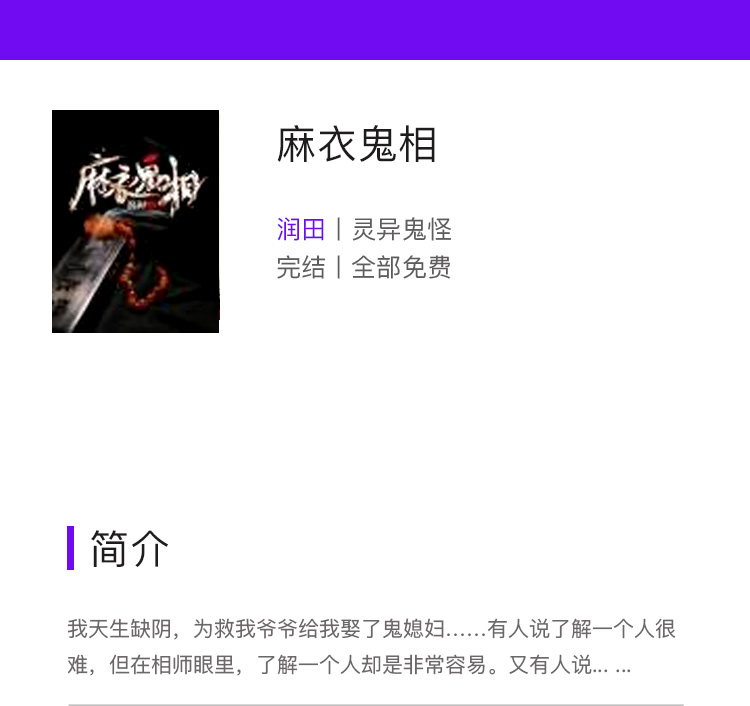 麻衣鬼相
麻衣鬼相
润田丨灵异鬼怪
完结丨全部免费
简介
我天生缺阴，为救我爷爷给我娶了鬼媳妇……有人说了解一个人很
难，但在相师眼里，了解一个人却是非常容易。又有人说... ...